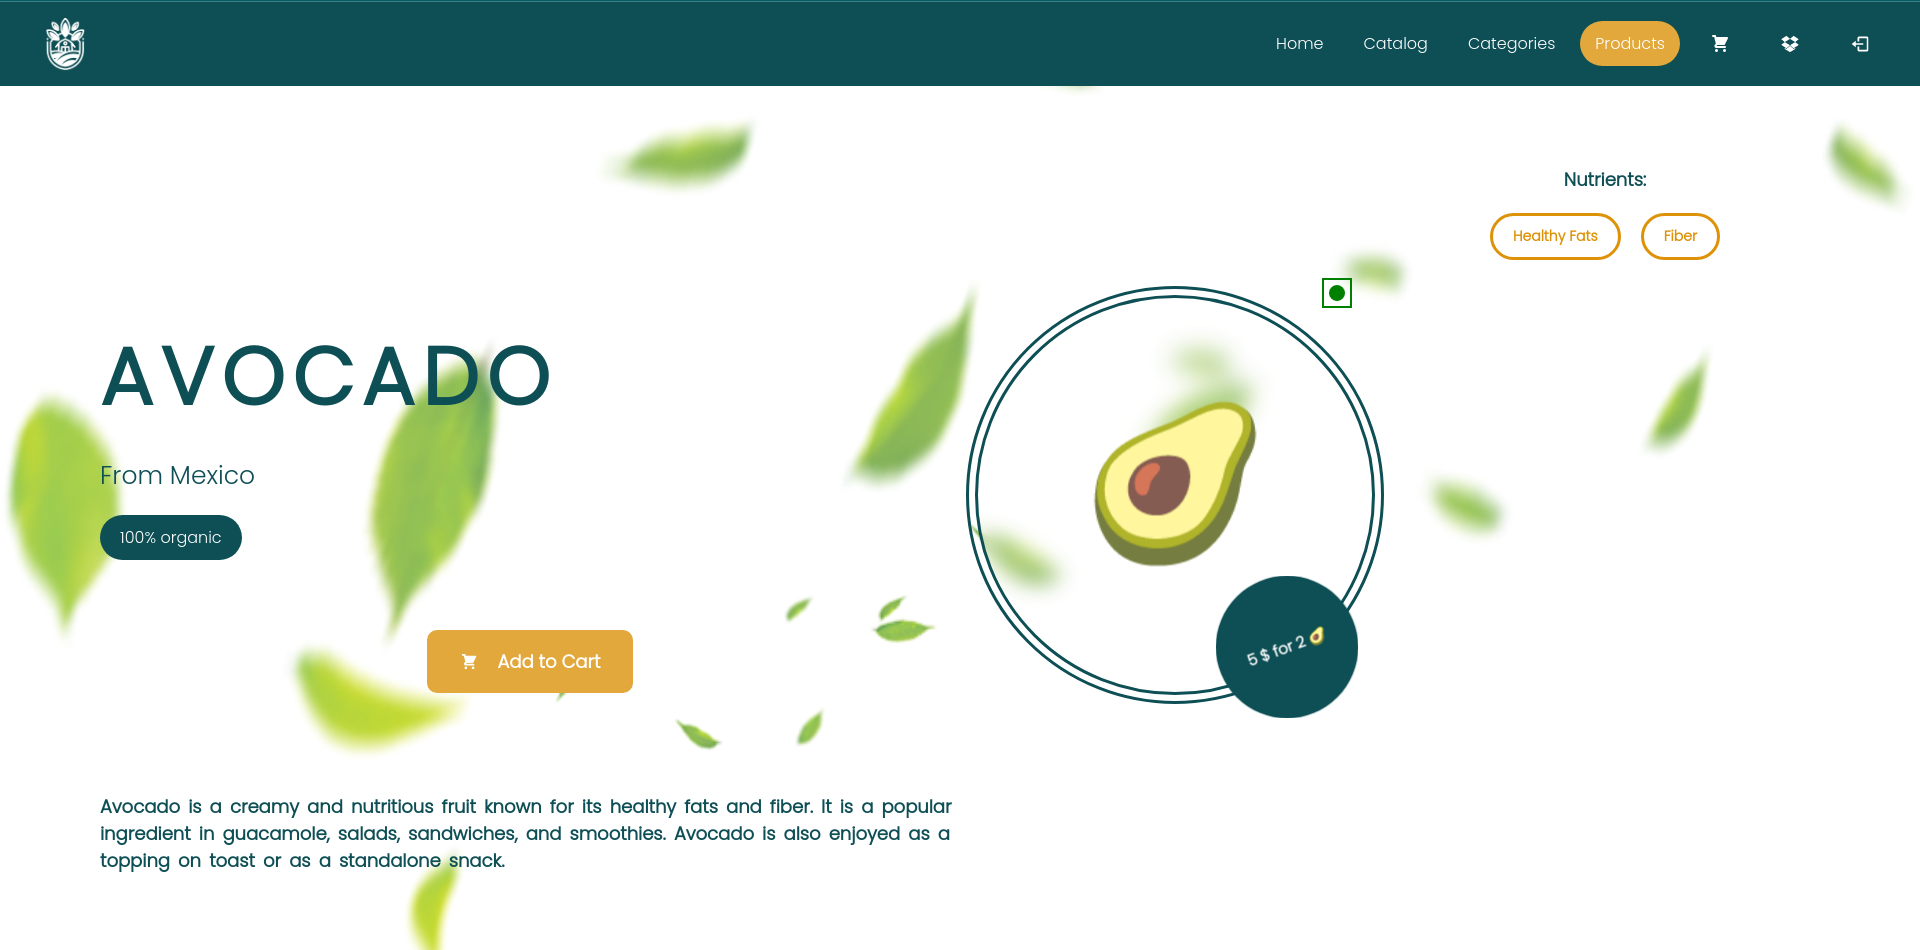 Home
Catalog
Categories
Products
Nutrients:
Healthy Fats
Fiber
AVOCADO
From Mexico
100% organic
Add to Cart
5 $ for 2 🥑
Avocado is a creamy and nutritious fruit known for its healthy fats and fiber. It is a popular
ingredient in guacamole, salads, sandwiches, and smoothies. Avocado is also enjoyed as a
topping on toast or as a standalone snack.